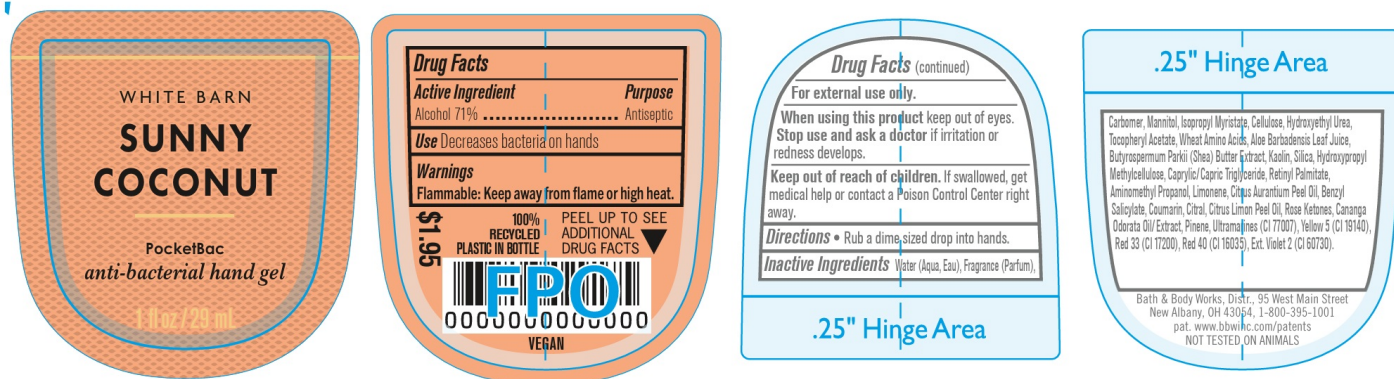 WHITE BARN
SUNNY
COCONUT
PocketBac
anti-bacterial hand gel
1 fl oz / 29 mL
Drug Facts
Active Ingredient Purpose
Alcohol 71% ........................ Antiseptic
Use Decreases bacteria on hands
Warnings
Flammable: Keep away from flame or high heat.
$1.95
100%
RECYCLED
PLASTIC IN BOTTLE
PEEL UP TO SEE
ADDITIONAL
DRUG FACTS
FPO
0000000000000
VEGAN
Drug Facts (continued)
For external use only.
When using this product keep out of eyes.
Stop use and ask a doctor if irritation or
redness develops.
Keep out of reach of children. If swallowed, get
medical help or contact a Poison Control Center right
away.
Directions • Rub a dime sized drop into hands.
Inactive Ingredients Water (Aqua, Eau), Fragrance (Parfum),
.25" Hinge Area
.25" Hinge Area
Carbomer, Mannitol, Isopropyl Myristate, Cellulose, Hydroxyethyl Urea,
Tocopheryl Acetate, Wheat Amino Acids, Aloe Barbadensis Leaf Juice,
Butyrospermum Parkii (Shea) Butter Extract, Kaolin, Silica, Hydroxypropyl
Methylcellulose, Caprylic/Capric Triglyceride, Retinyl Palmitate,
Aminomethyl Propanol, Limonene, Citrus Aurantium Peel Oil, Benzyl
Salicylate, Coumarin, Citral, Citrus Limon Peel Oil, Rose Ketones, Cananga
Odorata Oil/Extract, Pinene, Ultramarines (CI 77007), Yellow 5 (CI 19140),
Red 33 (CI 17200), Red 40 (CI 16035), Ext. Violet 2 (CI 60730).
Bath & Body Works, Distr., 95 West Main Street
New Albany, OH 43054, 1-800-395-1001
pat. www.bbwinc.com/patents
NOT TESTED ON ANIMALS